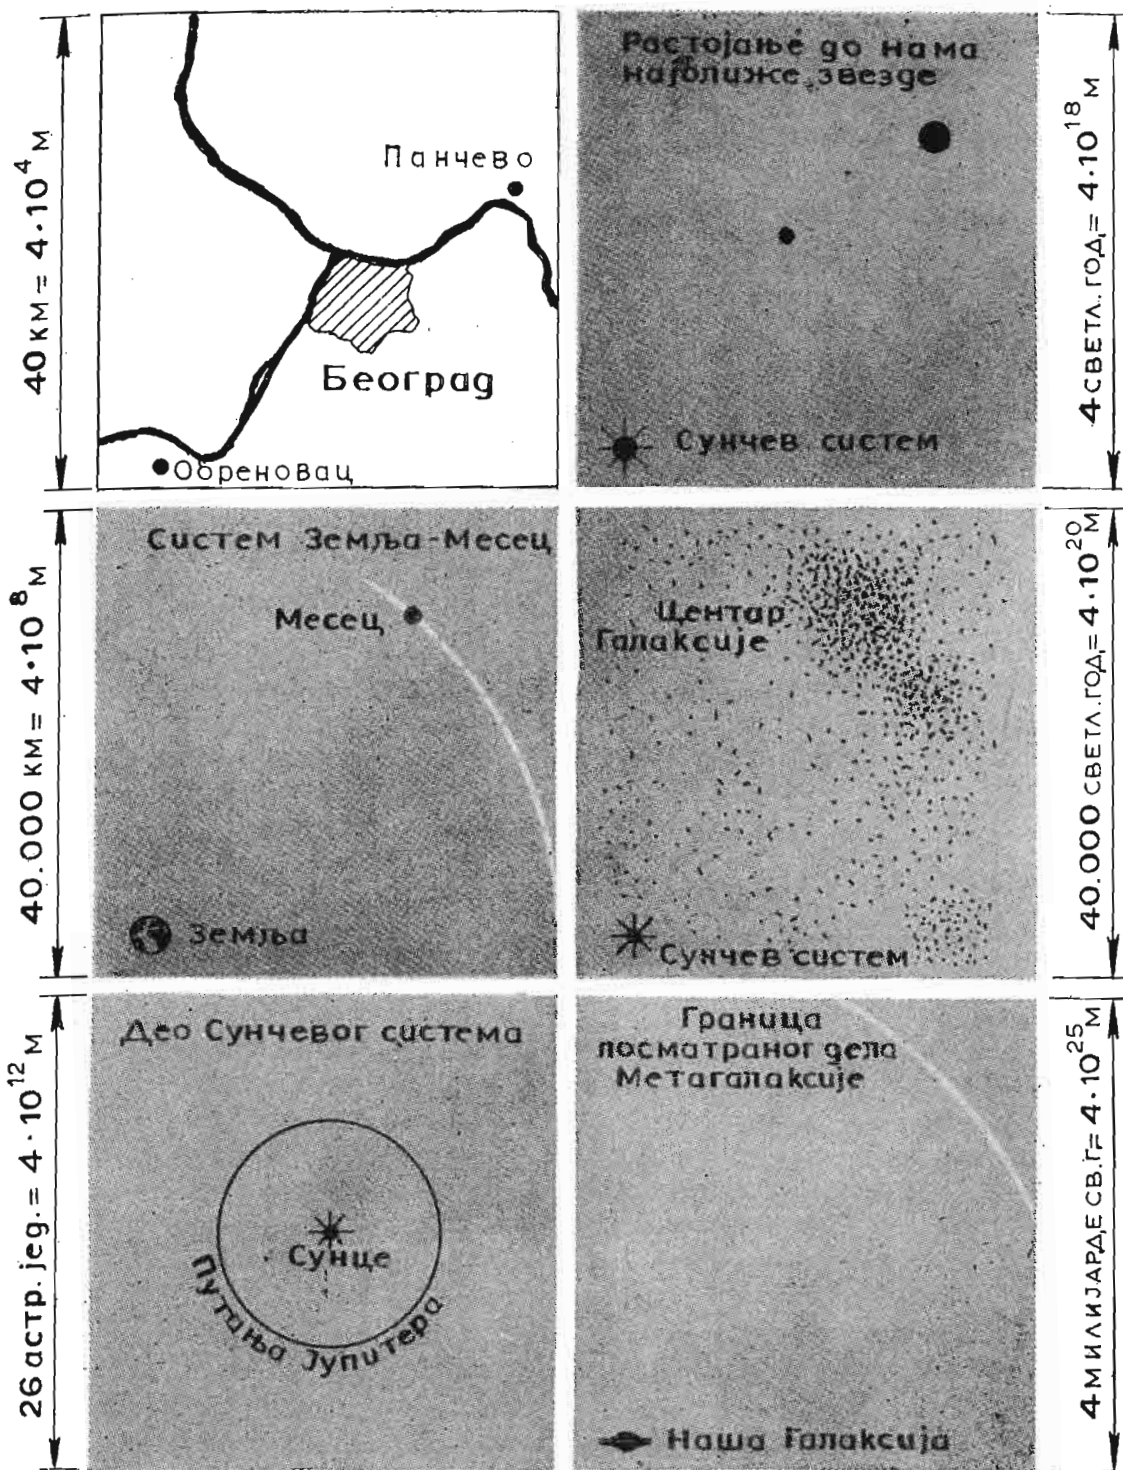 40 км = 4·10⁴ м
Панчево
Београд
Обреновац
Растојање до нама
најближе звезде
Сунчев систем
4 СВЕТЛ. ГОД. = 4·10¹⁸ м
40.000 км = 4·10⁸ м
Систем Земља-Месец
Месец
Земља
Центар
Галаксије
Сунчев систем
40.000 СВЕТЛ. ГОД. = 4·10²⁰ м
26 астр. јед. = 4·10¹² м
Део Сунчевог система
Сунце
Путања Јупитера
Граница
посматраног дела
Метагалаксије
Наша Галаксија
4 МИЛИЈАРДЕ СВ.Г. = 4·10²⁵ м